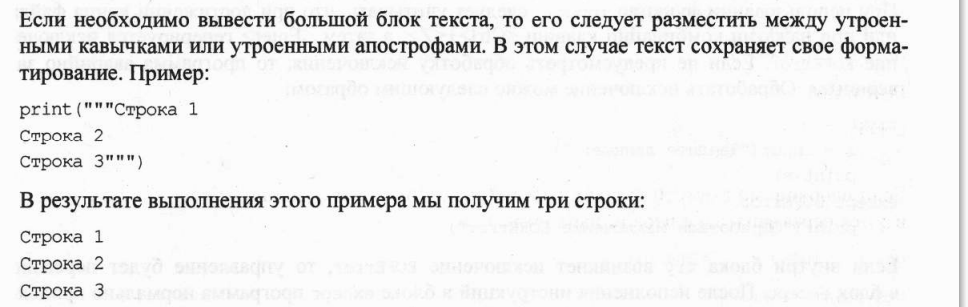 Если необходимо вывести большой блок текста, то его следует разместить между утроен-
ными кавычками или утроенными апострофами. В этом случае текст сохраняет свое форма-
тирование. Пример:
print("""Строка 1
Строка 2
Строка 3""")
В результате выполнения этого примера мы получим три строки:
Строка 1
Строка 2
Строка 3